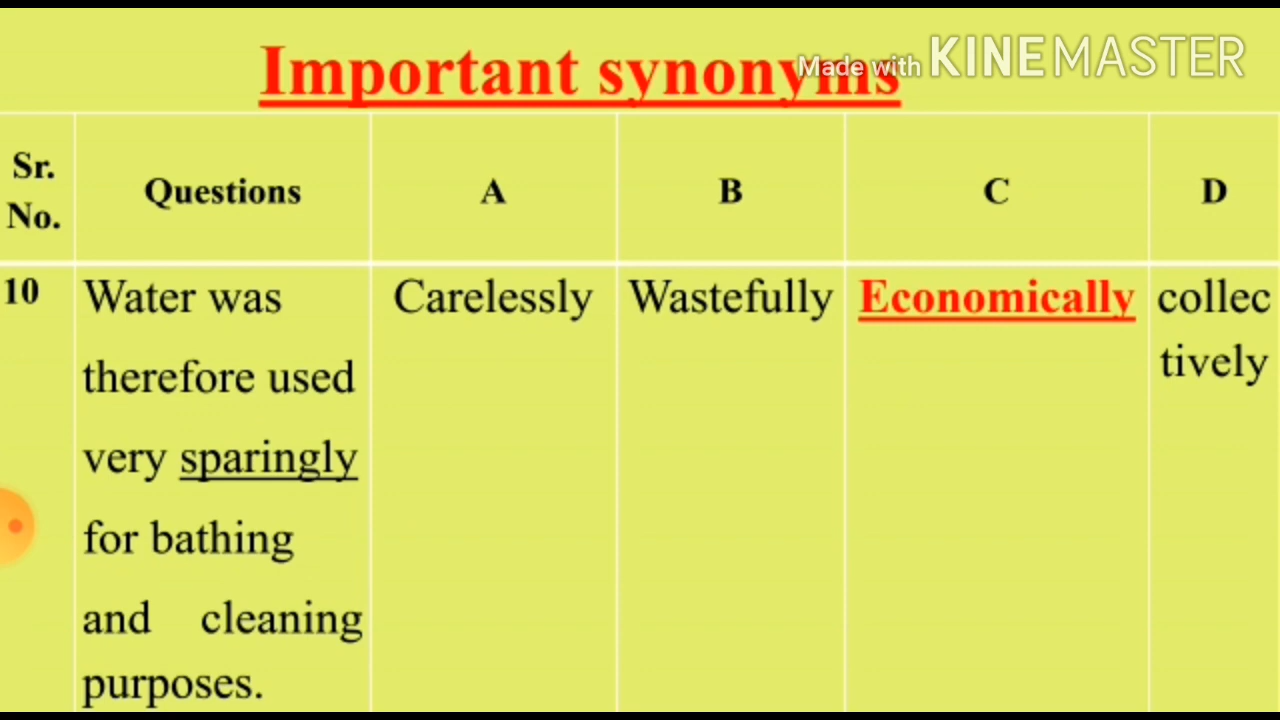 Important synonyms
Made with KINEMASTER
Sr.
No.
Questions
A
B
C
D
10
Water was
therefore used
very sparingly
for bathing
and cleaning
purposes.
Carelessly
Wastefully
Economically
collec
tively